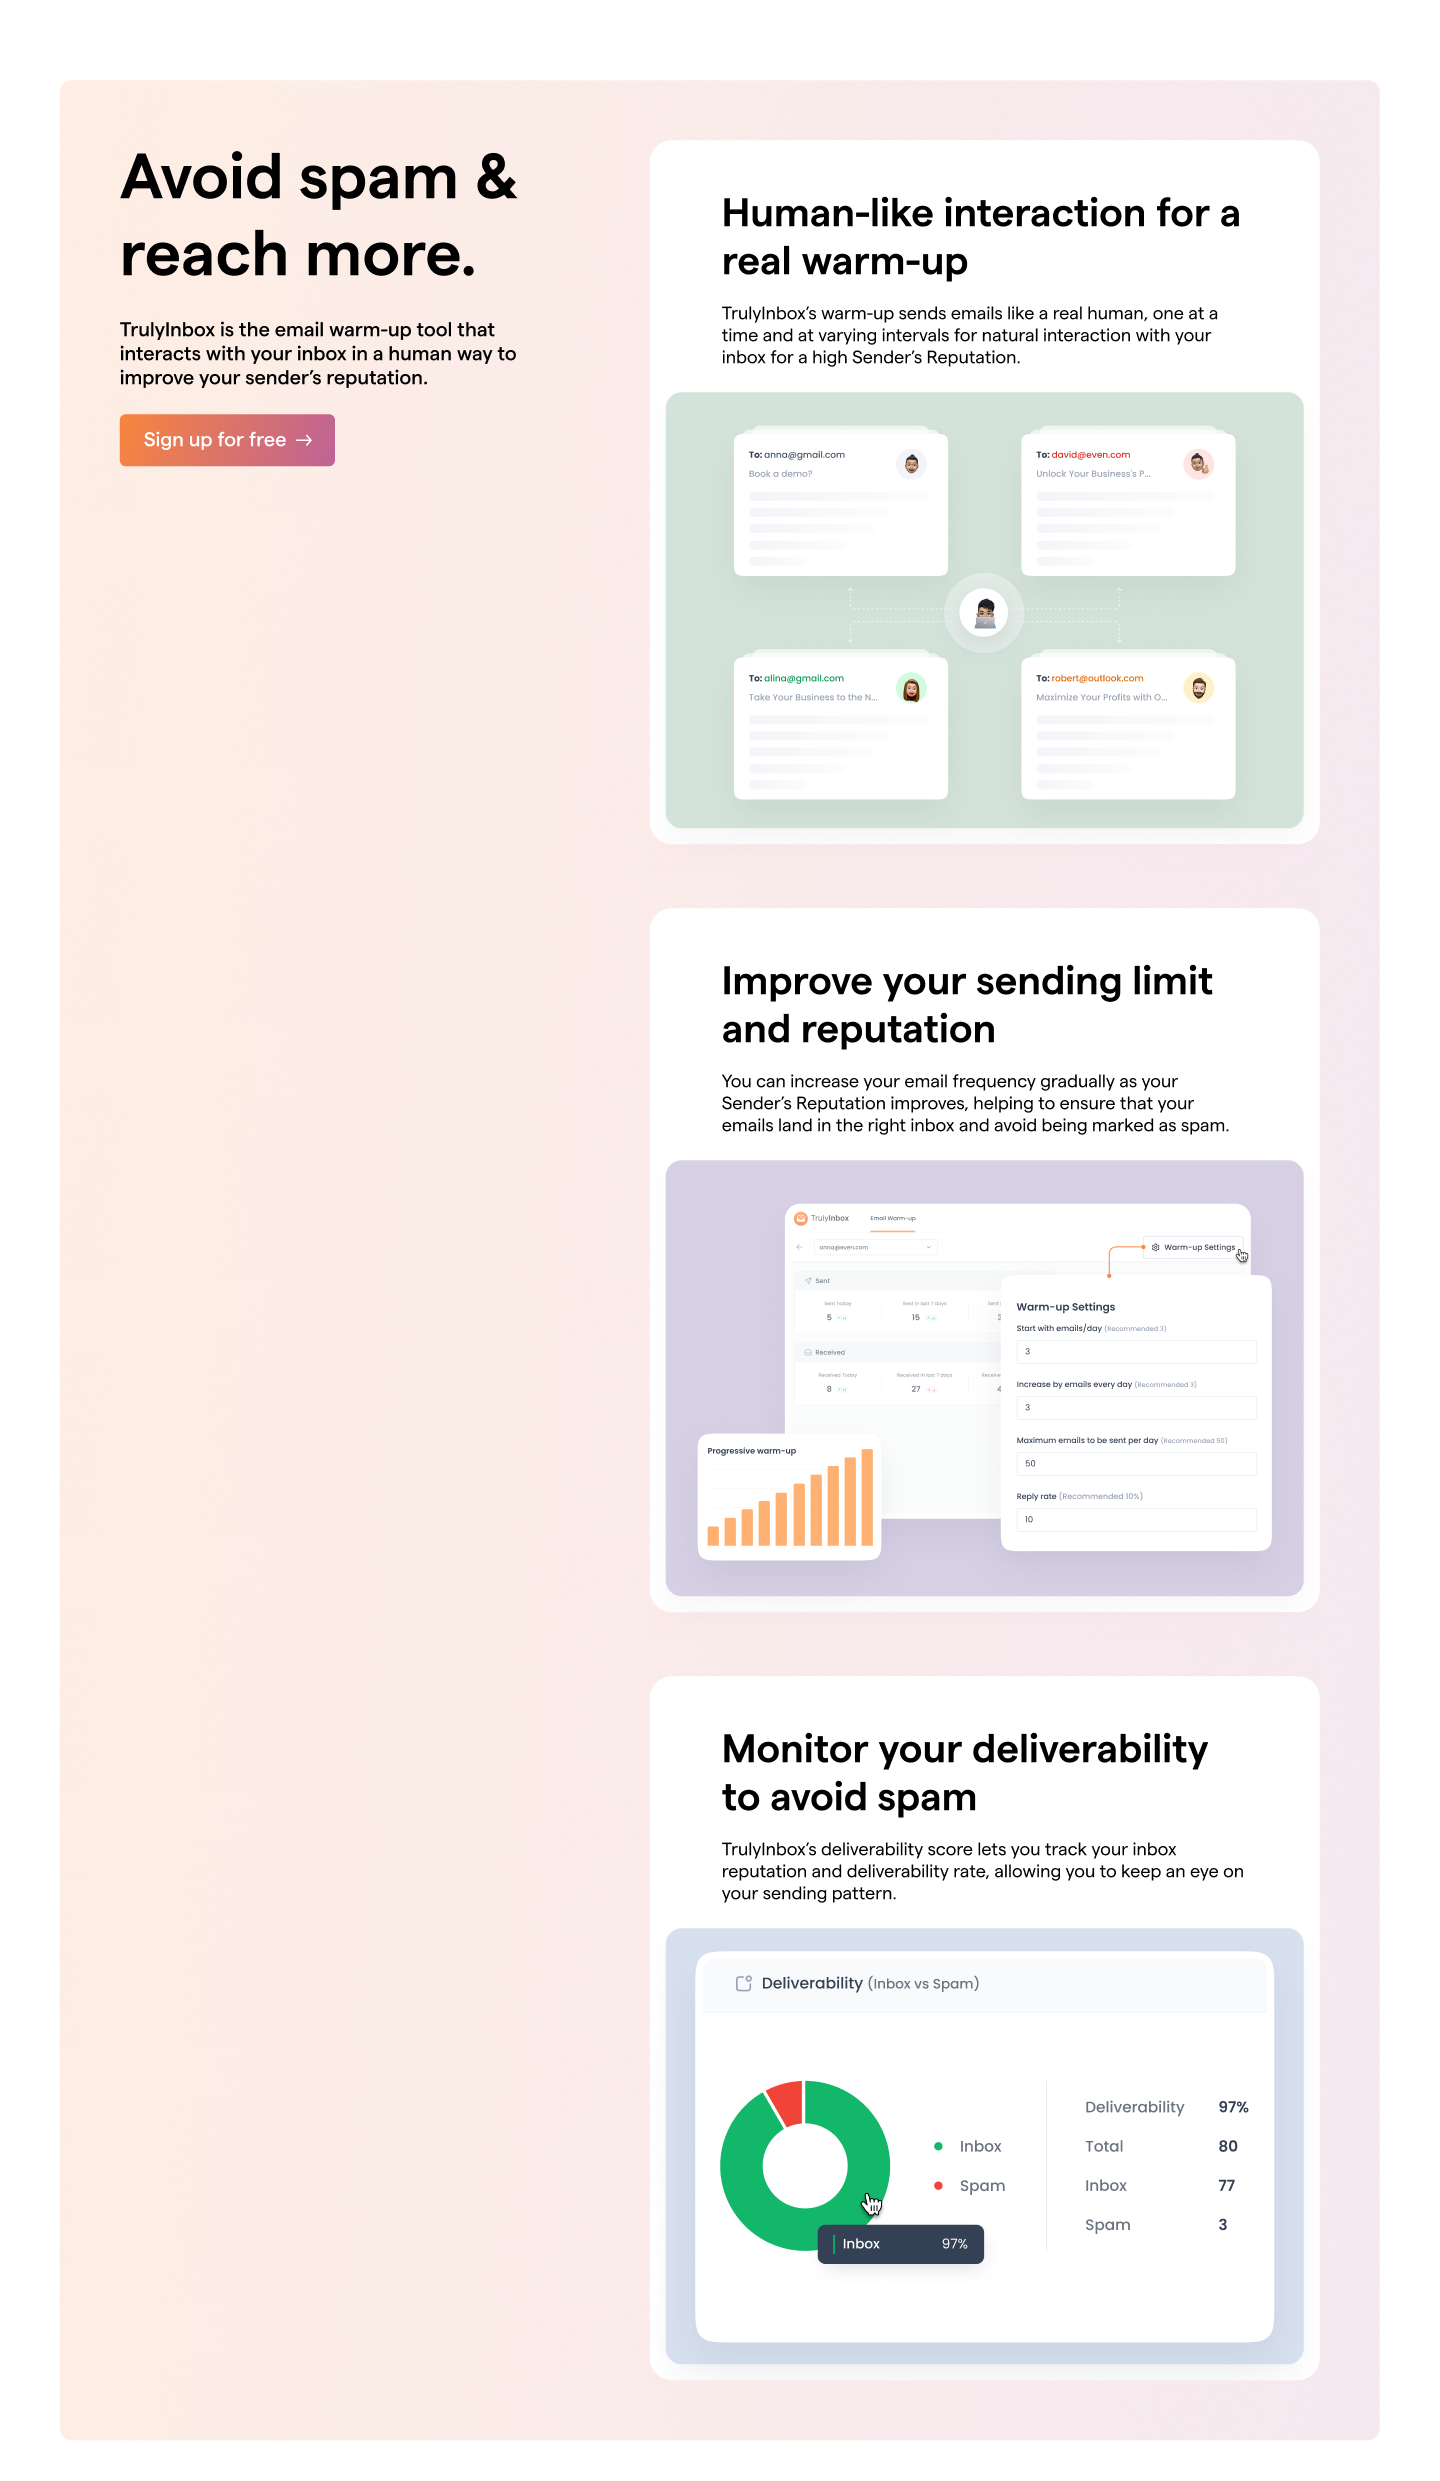 Avoid spam &
reach more.
TrulyInbox is the email warm-up tool that
interacts with your inbox in a human way to
improve your sender’s reputation.
Sign up for free →
Human-like interaction for a
real warm-up
TrulyInbox’s warm-up sends emails like a real human, one at a
time and at varying intervals for natural interaction with your
inbox for a high Sender’s Reputation.
To: anna@gmail.com
Book a demo?
To: david@even.com
Unlock Your Business's P...
To: alina@gmail.com
Take Your Business to the N...
To: robert@outlook.com
Maximize Your Profits with O...
Improve your sending limit
and reputation
You can increase your email frequency gradually as your
Sender’s Reputation improves, helping to ensure that your
emails land in the right inbox and avoid being marked as spam.
TrulyInbox
Email Warm-up
anna@even.com
Warm-up Settings
Sent
Sent Today
Sent in last 7 days
Sent
5
15
3
Received
Received Today
Received in last 7 days
Receive
8
27
4
Warm-up Settings
Start with emails/day (Recommended 3)
3
Increase by emails every day (Recommended 3)
3
Maximum emails to be sent per day (Recommended 50)
50
Reply rate (Recommended 10%)
10
Progressive warm-up
Monitor your deliverability
to avoid spam
TrulyInbox’s deliverability score lets you track your inbox
reputation and deliverability rate, allowing you to keep an eye on
your sending pattern.
Deliverability (Inbox vs Spam)
Inbox
Spam
Inbox 97%
Deliverability 97%
Total 80
Inbox 77
Spam 3